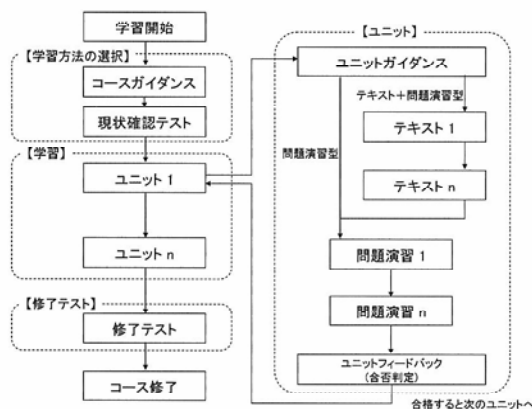 学習開始
【学習方法の選択】
コースガイダンス
現状確認テスト
【学習】
ユニット 1
ユニット n
【修了テスト】
修了テスト
コース修了
【ユニット】
ユニットガイダンス
テキスト+問題演習型
テキスト 1
問題演習型
テキスト n
問題演習 1
問題演習 n
ユニットフィードバック
(合否判定)
合格すると次のユニットへ